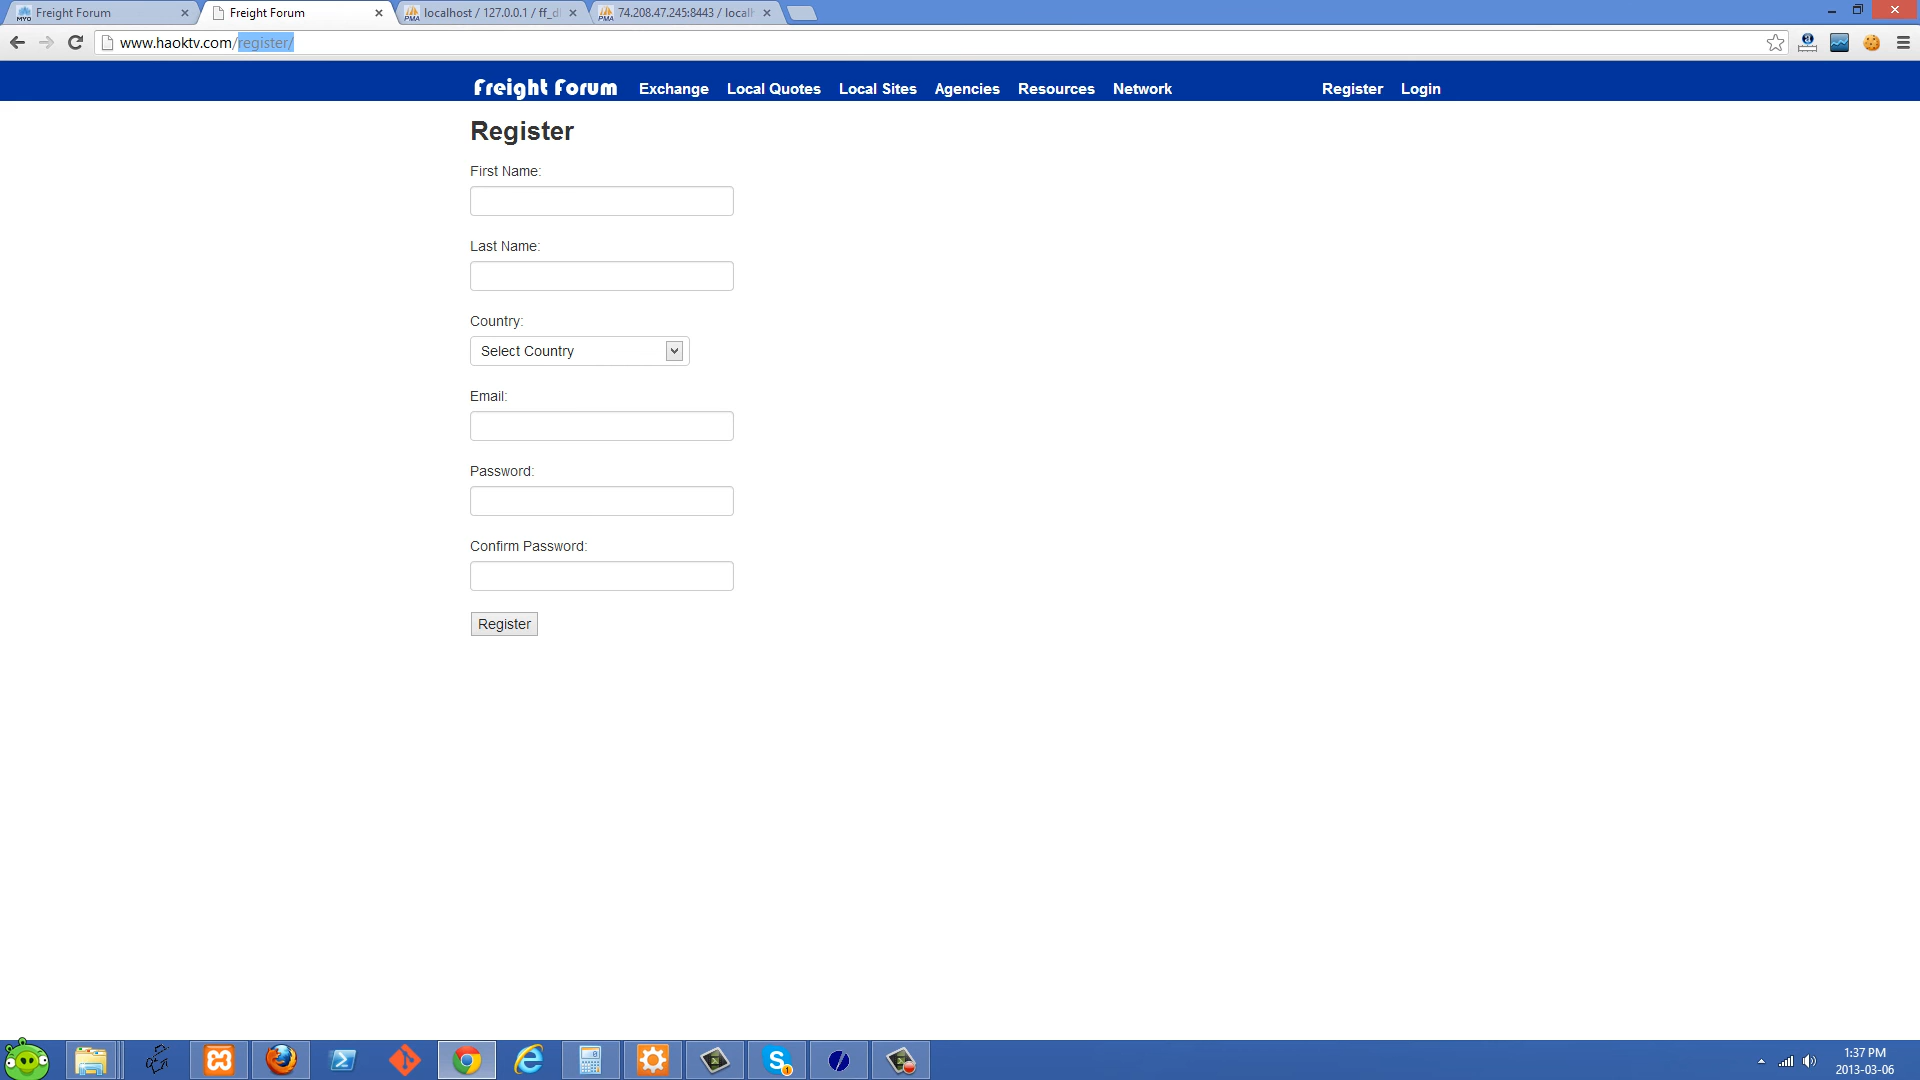 Freight Forum
Freight Forum
localhost / 127.0.0.1 / ff_d
74.208.47.245:8443 / local
www.haoktv.com/register/
Freight Forum Exchange Local Quotes Local Sites Agencies Resources Network Register Login
Register
First Name:
Last Name:
Country:
Select Country
Email:
Password:
Confirm Password:
Register
1:37 PM
2013-03-06